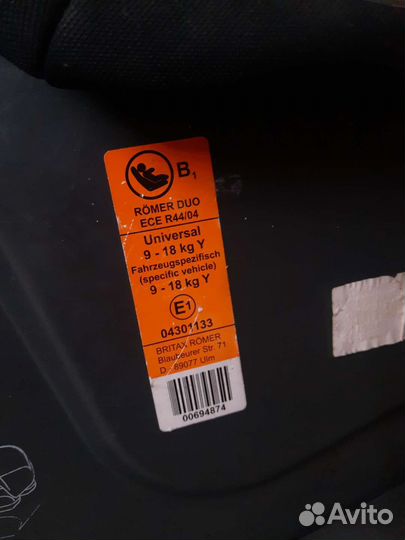 B1
RÖMER DUO
ECE R44/04
Universal
9 - 18 kg Y
Fahrzeugspezifisch
(specific vehicle)
9 - 18 kg Y
E1
04301133
BRITAX RÖMER
Blaubeurer Str. 71
D - 89077 Ulm
00694874
Avito